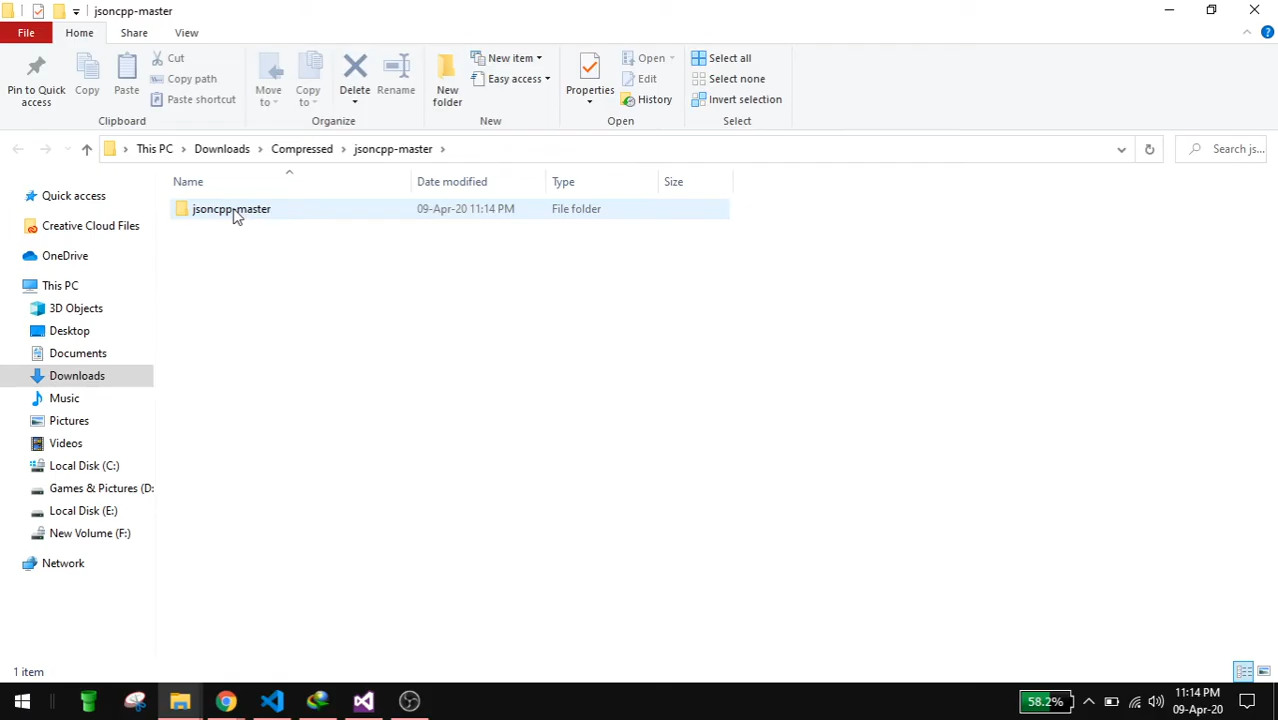 jsoncpp-master
File Home Share View
Pin to Quick access
Copy
Paste
Cut
Copy path
Paste shortcut
Clipboard
Move to
Copy to
Delete
Rename
Organize
New folder
New item
Easy access
New
Properties
Open
Edit
History
Open
Select all
Select none
Invert selection
Select
This PC > Downloads > Compressed > jsoncpp-master >
Search js...
Name Date modified Type Size
jsoncpp-master 09-Apr-20 11:14 PM File folder
Quick access
Creative Cloud Files
OneDrive
This PC
3D Objects
Desktop
Documents
Downloads
Music
Pictures
Videos
Local Disk (C:)
Games & Pictures (D:
Local Disk (E:)
New Volume (F:)
Network
1 item
58.2%
11:14 PM
09-Apr-20